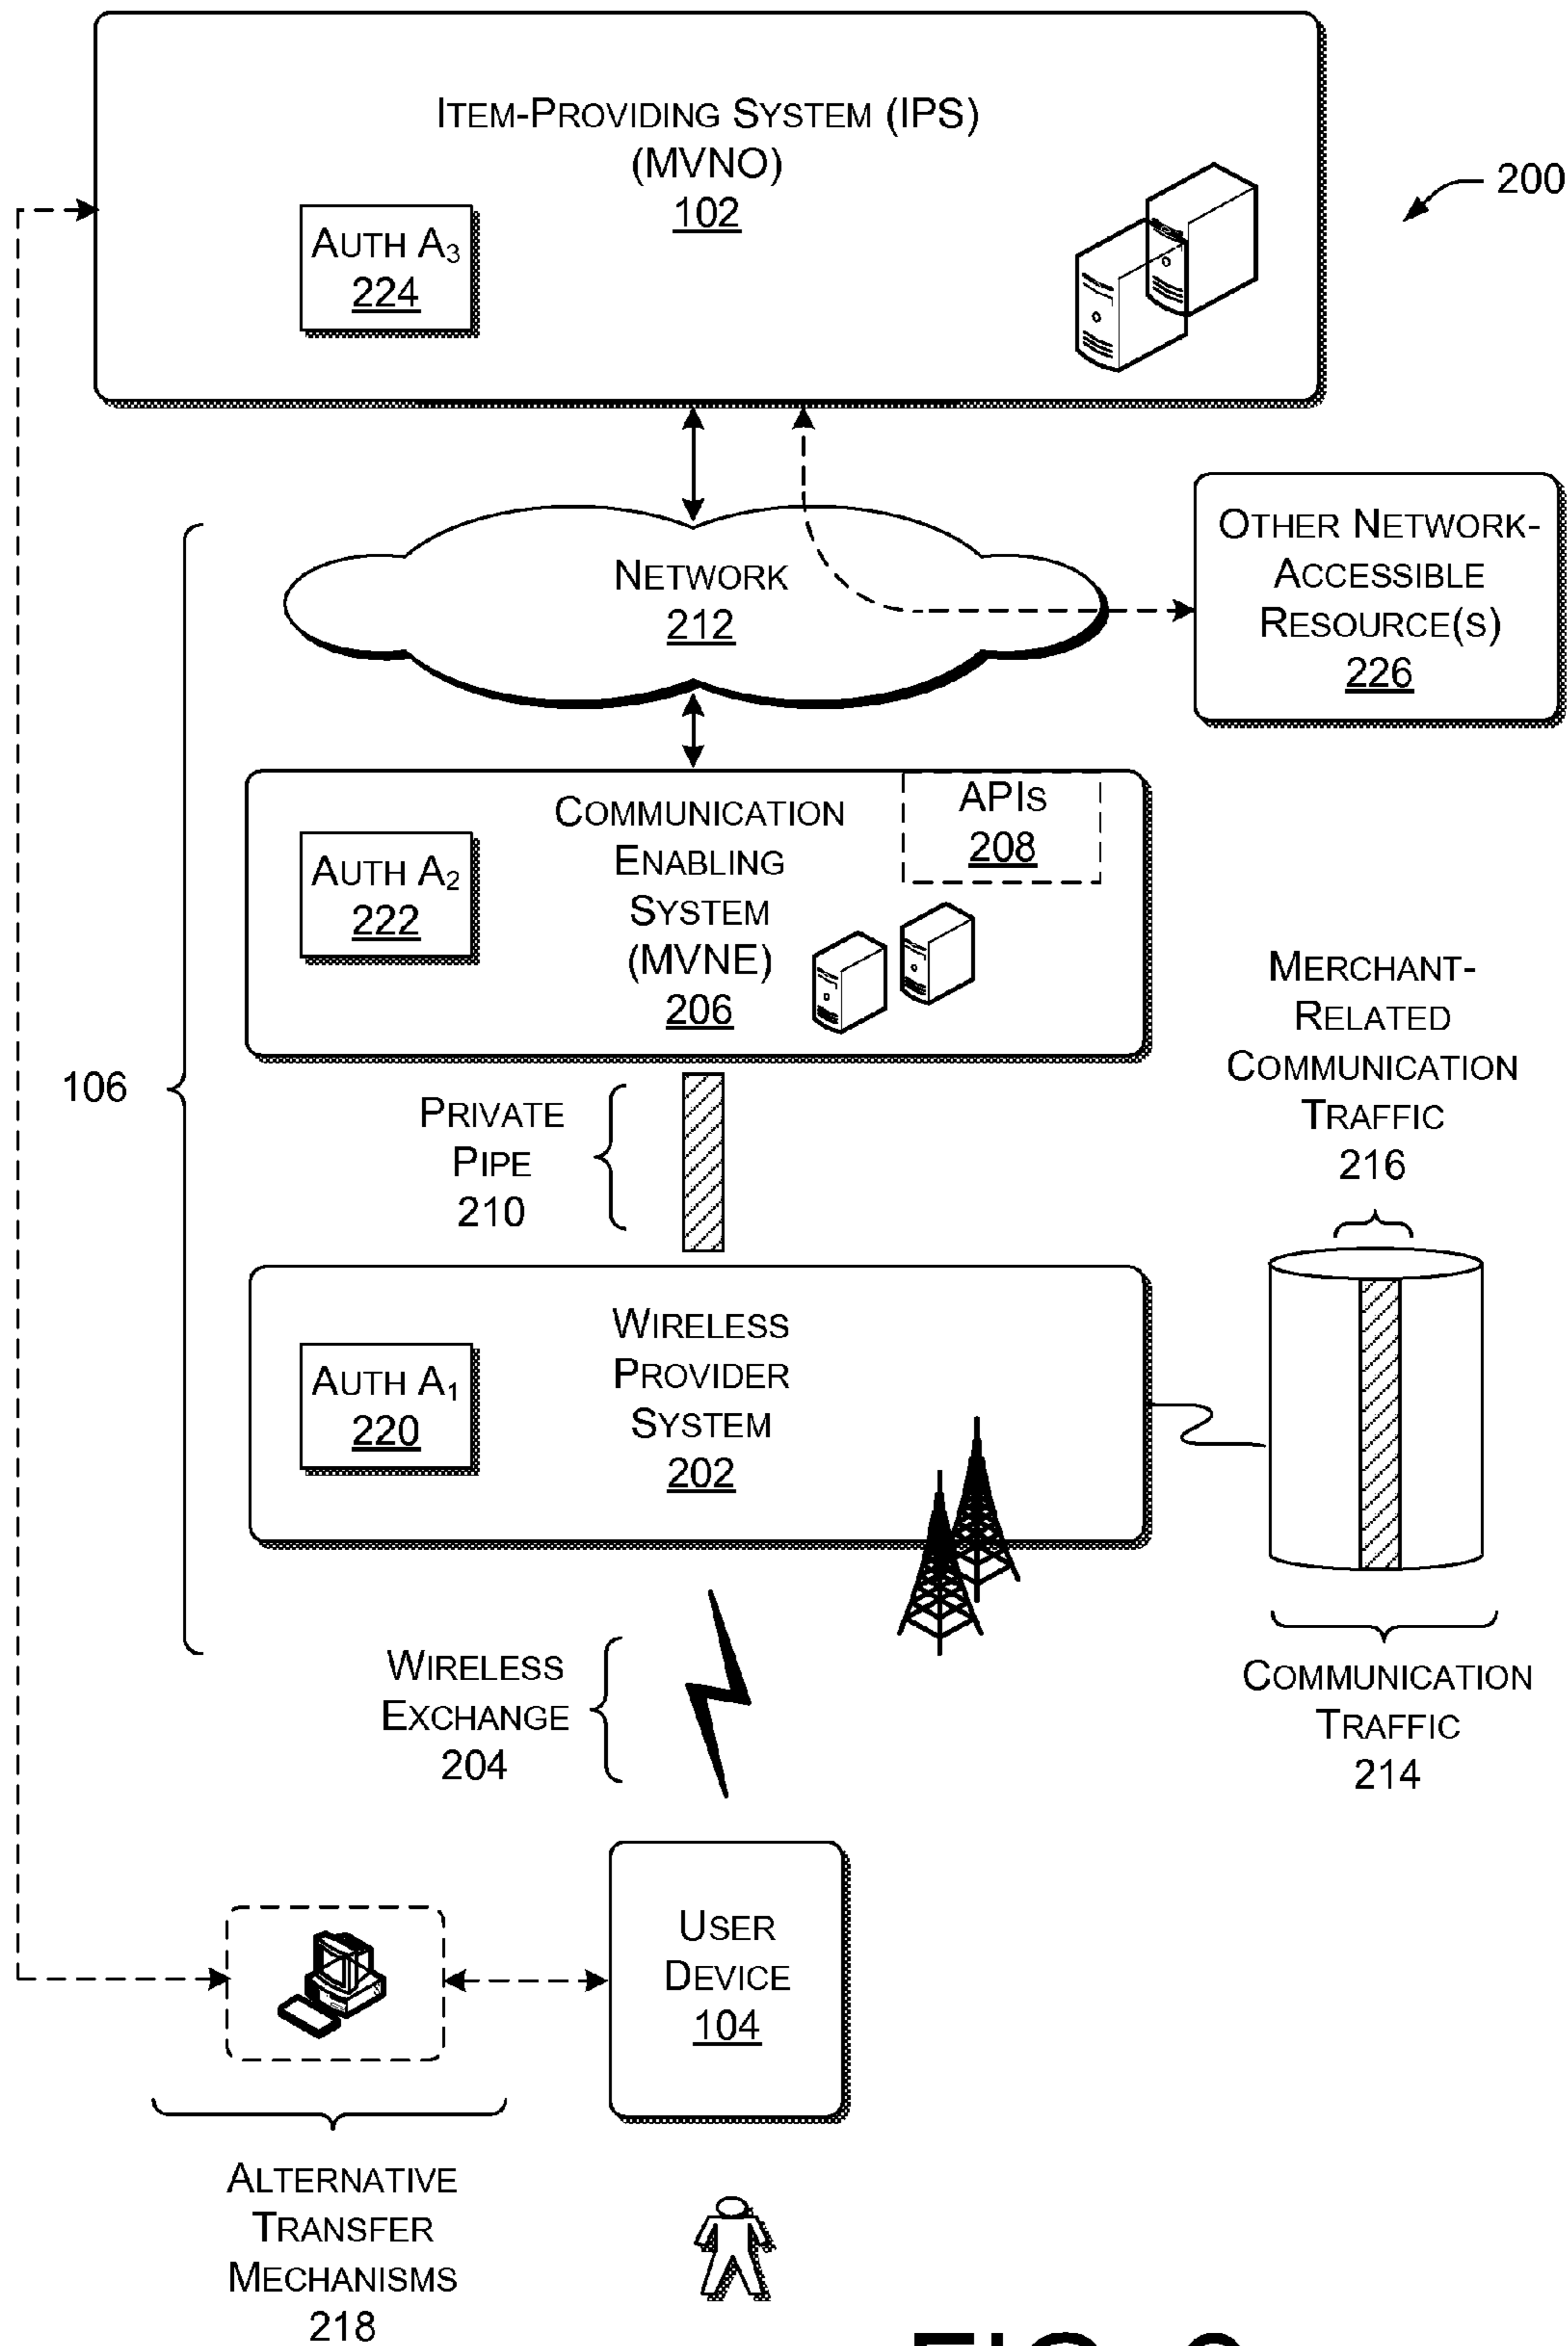 ITEM-PROVIDING SYSTEM (IPS)
(MVNO)
102
200
AUTH A3
224
NETWORK
212
OTHER NETWORK-
ACCESSIBLE
RESOURCE(S)
226
COMMUNICATION
ENABLING
SYSTEM
(MVNE)
206
APIS
208
AUTH A2
222
106
PRIVATE
PIPE
210
MERCHANT-
RELATED
COMMUNICATION
TRAFFIC
216
WIRELESS
PROVIDER
SYSTEM
202
AUTH A1
220
WIRELESS
EXCHANGE
204
COMMUNICATION
TRAFFIC
214
USER
DEVICE
104
ALTERNATIVE
TRANSFER
MECHANISMS
218